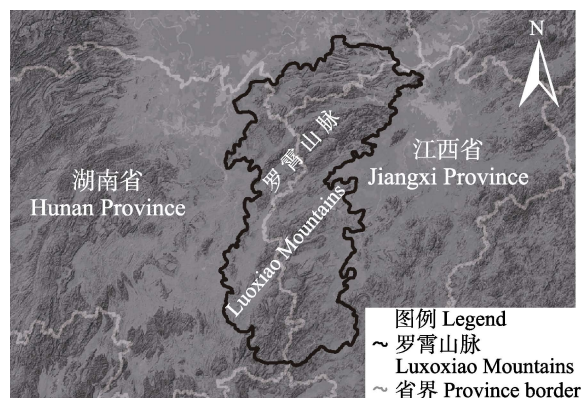 N
罗霄山脉
Luoxiao Mountains
湖南省
Hunan Province
江西省
Jiangxi Province
图例 Legend
罗霄山脉
Luxoxiao Mountains
省界 Province border